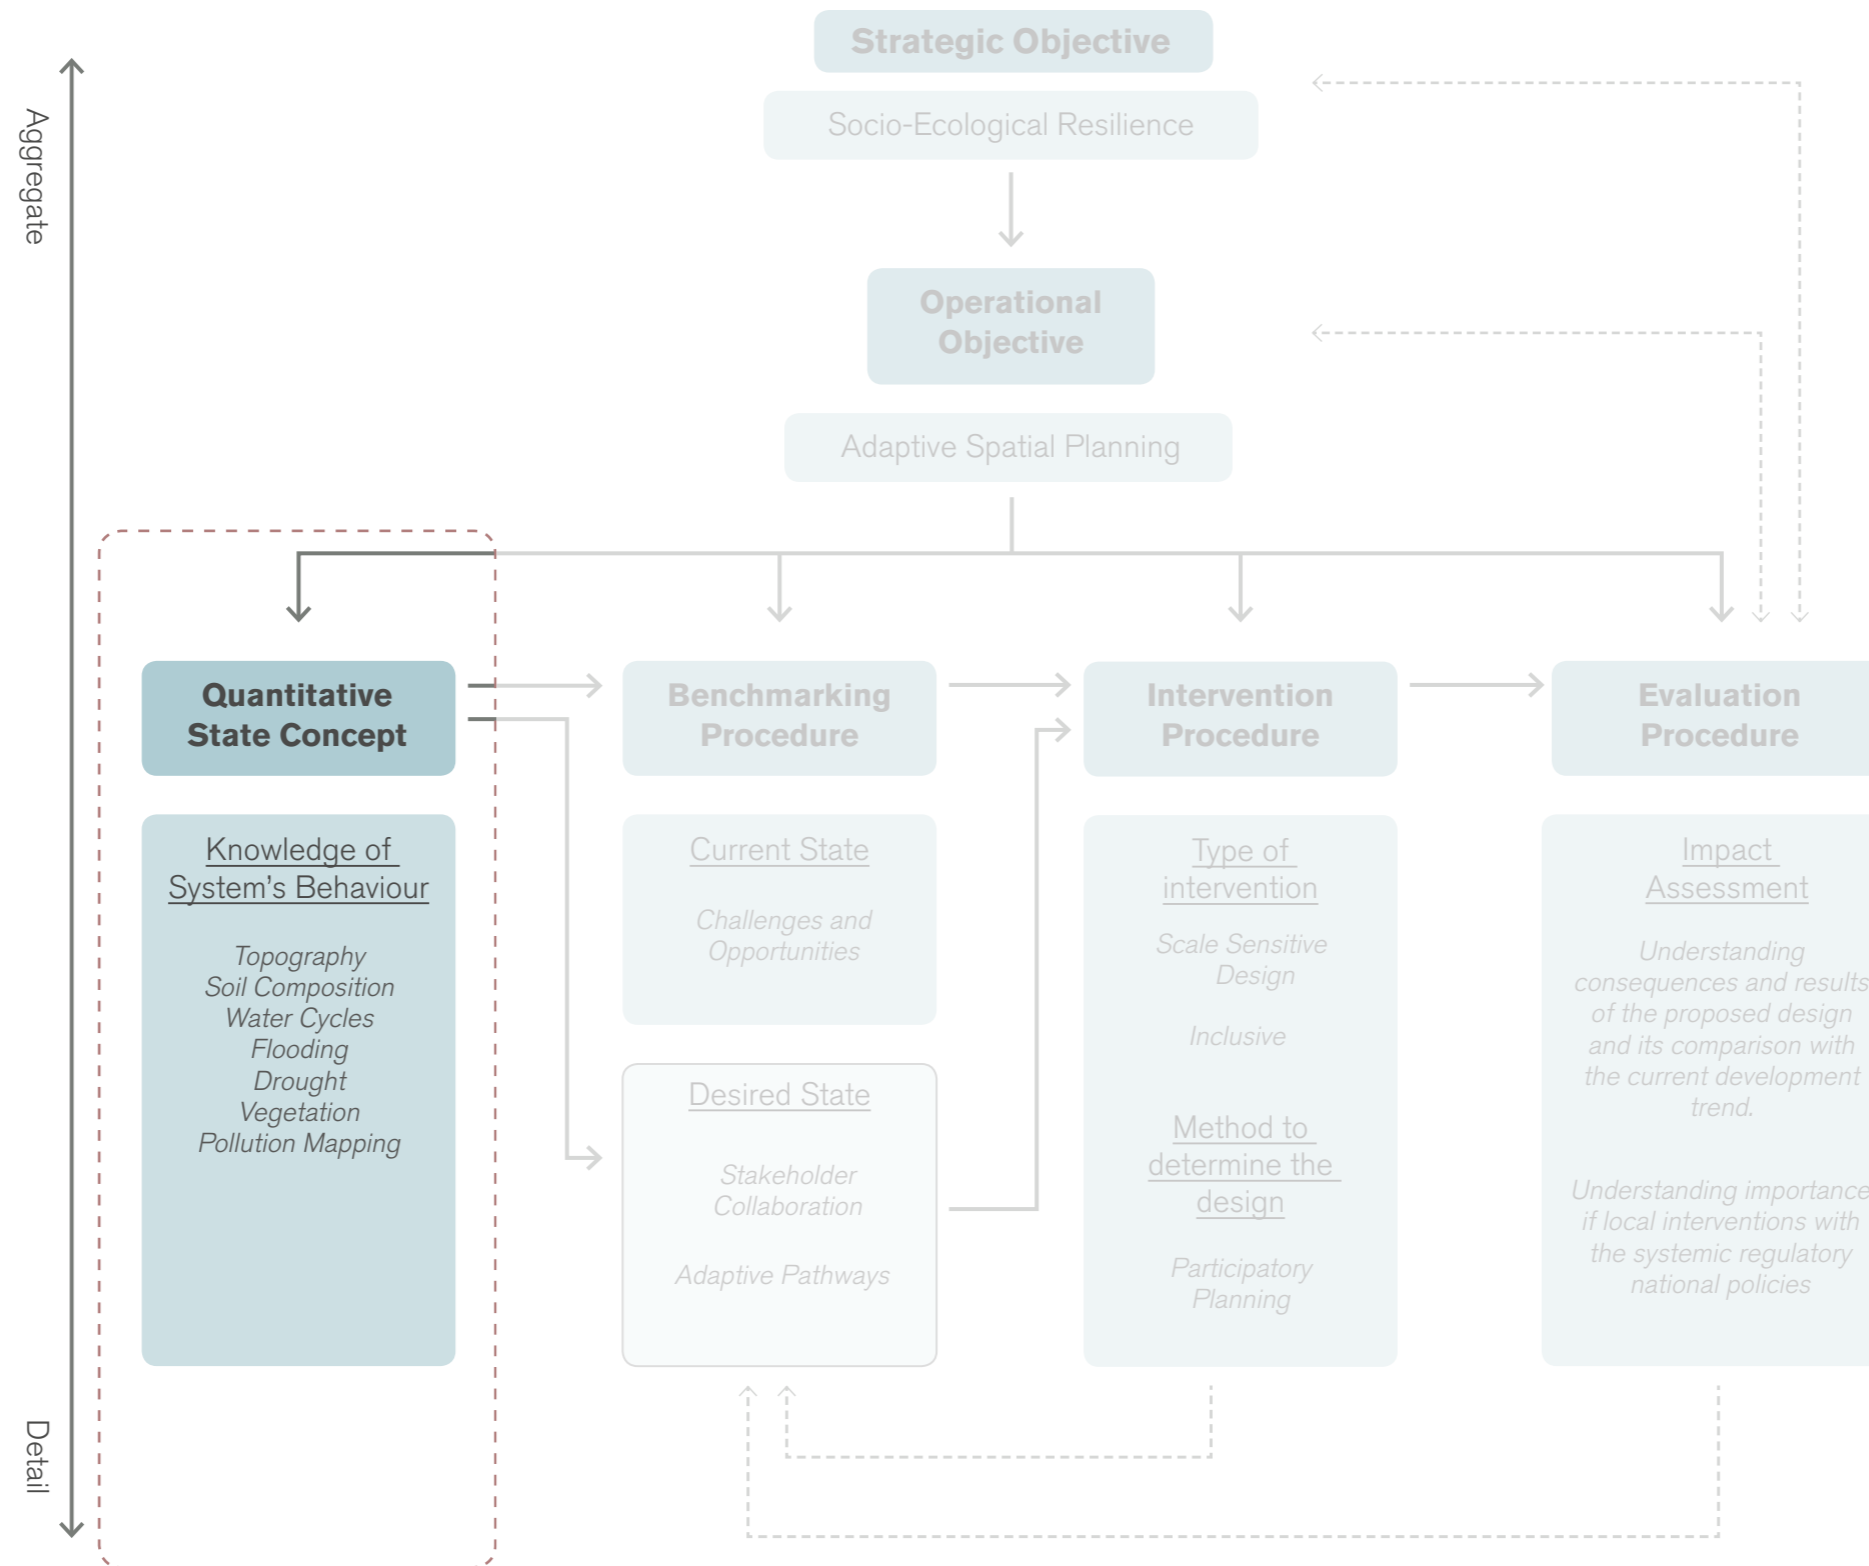 Strategic Objective
Socio-Ecological Resilience
Aggregate
Operational
Objective
Adaptive Spatial Planning
Quantitative
State Concept
Knowledge of
System's Behaviour
Topography
Soil Composition
Water Cycles
Flooding
Drought
Vegetation
Pollution Mapping
Benchmarking
Procedure
Current State
Challenges and
Opportunities
Desired State
Stakeholder
Collaboration
Adaptive Pathways
Intervention
Procedure
Type of
intervention
Scale Sensitive
Design
Inclusive
Method to
determine the
design
Participatory
Planning
Evaluation
Procedure
Impact
Assessment
Understanding
consequences and results
of the proposed design
and its comparison with
the current development
trend.
Understanding importance
if local interventions with
the systemic regulatory
national policies
Detail